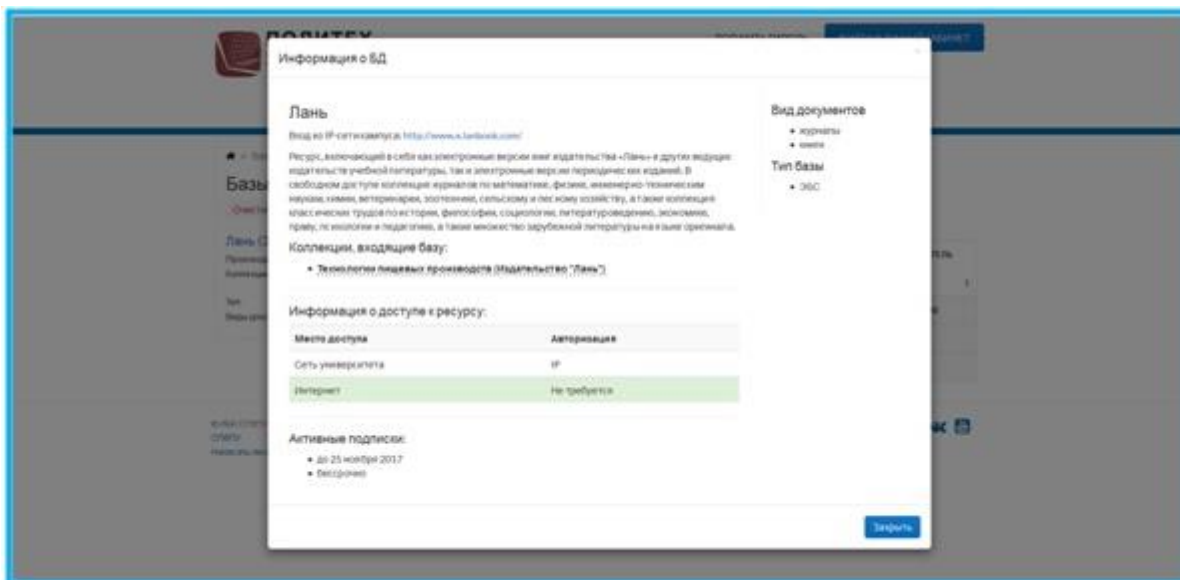 ПОЛИТЕХ
Информация о БД
Лань
Вход из IP-сети кампуса: http://www.e.lanbook.com/
Ресурс, включающий в себя как электронные версии книг издательства «Лань» и других ведущих
издательств учебной литературы, так и электронные версии периодических изданий. В
свободном доступе коллекция журналов по математике, физике, инженерно-техническим
наукам, химии, ветеринарии, зоотехнике, сельскому и лесному хозяйству, а также коллекция
классических трудов по истории, философии, социологии, литературоведению, экономике,
праву, психологии и педагогике, а также множество зарубежной литературы на языке оригинала.
Коллекции, входящие базу:
Технологии пищевых производств (Издательство "Лань")
Информация о доступе к ресурсу:
Место доступа Авторизация
Сеть университета IP
Интернет Не требуется
Активные подписки:
до 25 ноября 2017
бессрочно
Вид документов
журналы
книги
Тип базы
ЭБС
Закрыть
Базы
Лань